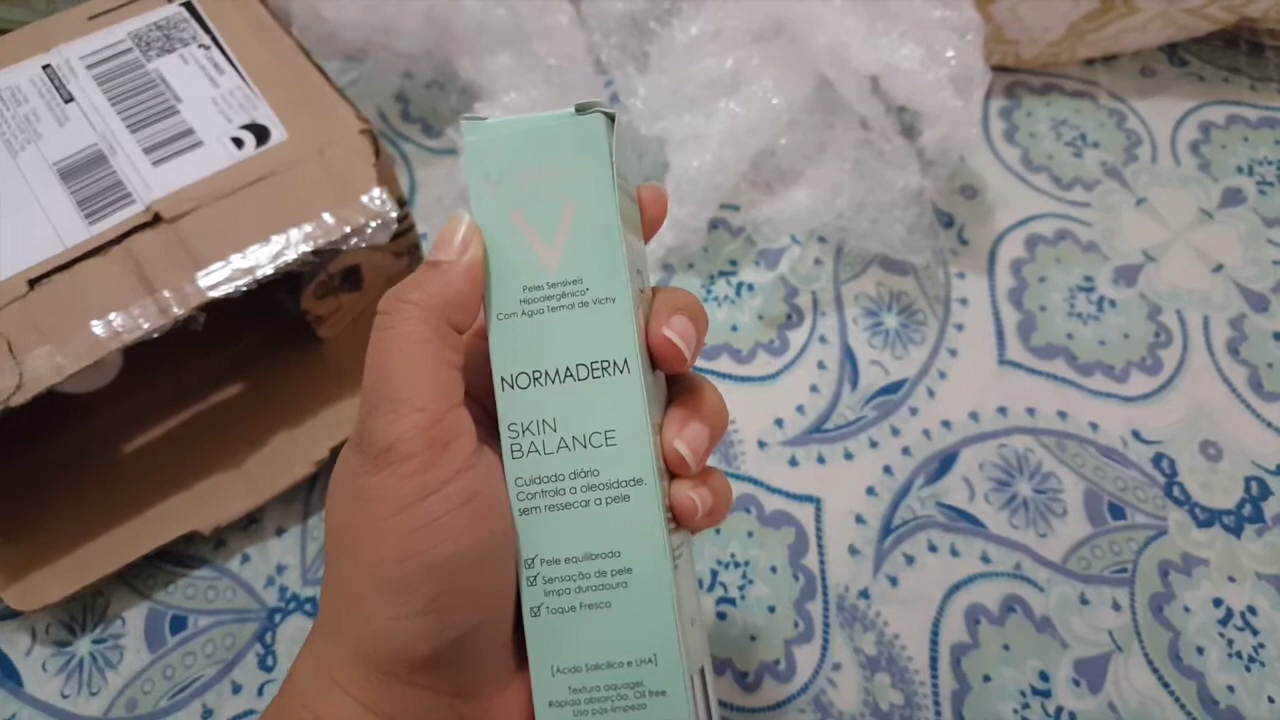 V
Peles Sensíveis
Hipoalergênico*
Com Água Termal de Vichy
NORMADERM
SKIN
BALANCE
Cuidado diário
Controla a oleosidade,
sem ressecar a pele
Pele equilibrada
Sensação de pele
limpa duradoura
Toque Fresco
[Ácido Salicílico e LHA]
Textura aquagel.
Rápida absorção. Oil free.
Uso pós-limpeza